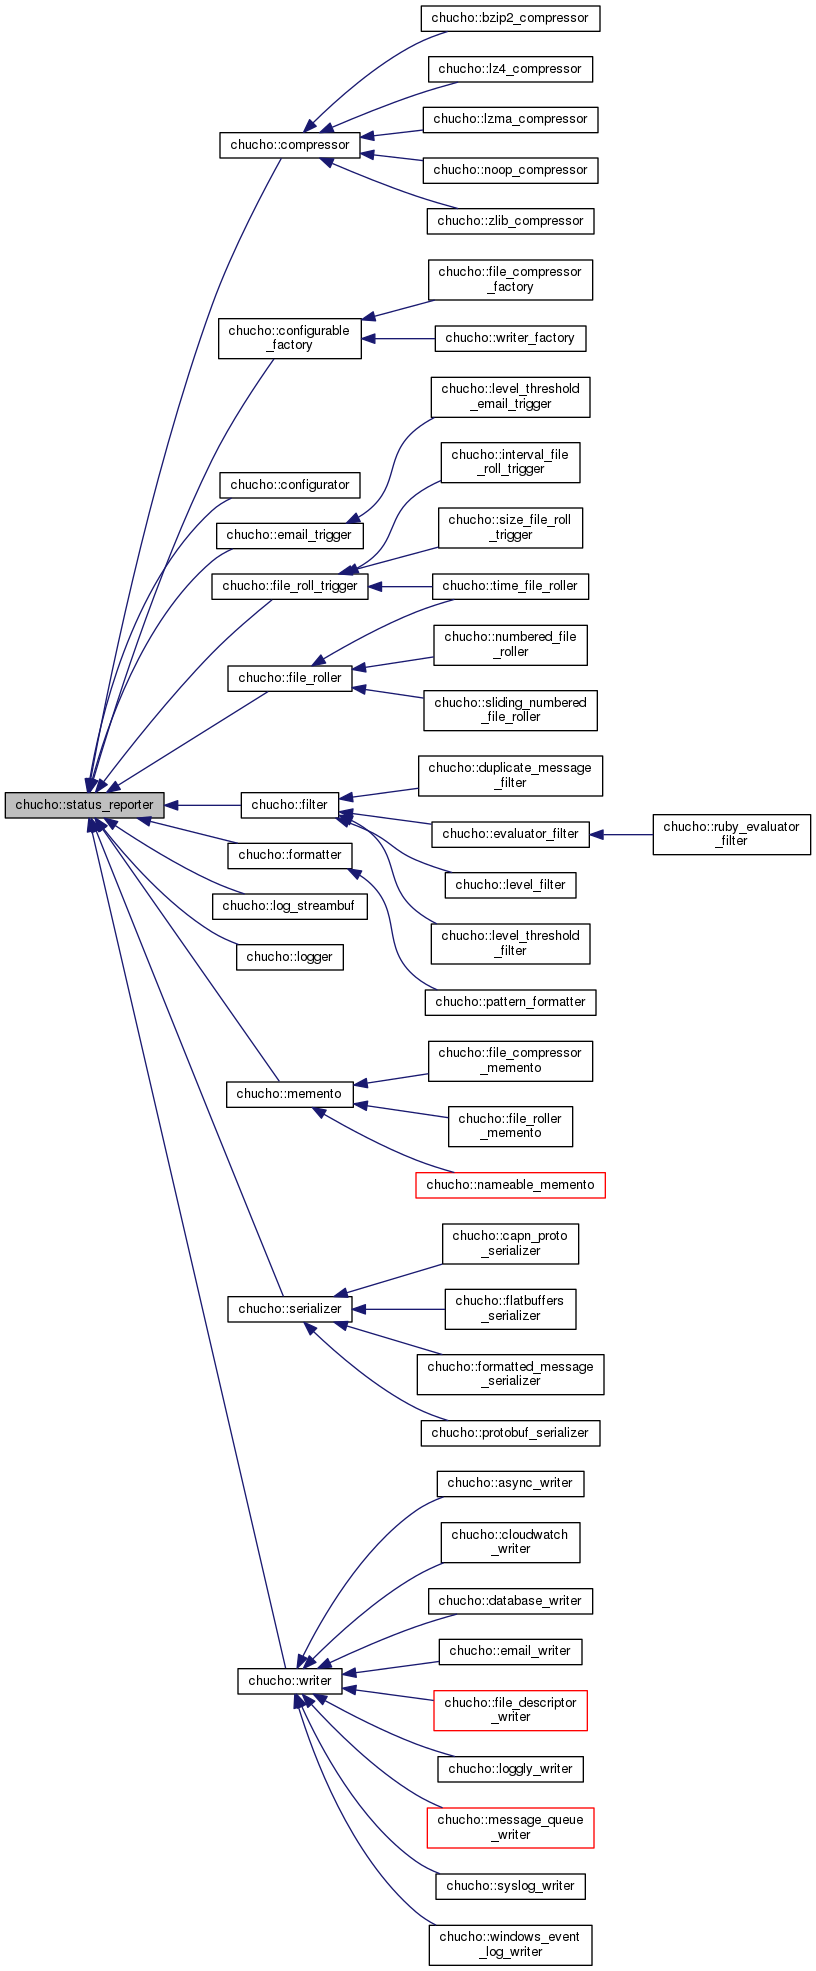 chucho::bzip2_compressor
chucho::lz4_compressor
chucho::lzma_compressor
chucho::compressor
chucho::noop_compressor
chucho::zlib_compressor
chucho::file_compressor
_factory
chucho::configurable
_factory
chucho::writer_factory
chucho::level_threshold
_email_trigger
chucho::interval_file
_roll_trigger
chucho::configurator
chucho::size_file_roll
_trigger
chucho::email_trigger
chucho::file_roll_trigger
chucho::time_file_roller
chucho::numbered_file
_roller
chucho::file_roller
chucho::sliding_numbered
_file_roller
chucho::duplicate_message
_filter
chucho::status_reporter
chucho::filter
chucho::evaluator_filter
chucho::ruby_evaluator
_filter
chucho::formatter
chucho::level_filter
chucho::log_streambuf
chucho::level_threshold
_filter
chucho::logger
chucho::pattern_formatter
chucho::file_compressor
_memento
chucho::memento
chucho::file_roller
_memento
chucho::nameable_memento
chucho::capn_proto
_serializer
chucho::serializer
chucho::flatbuffers
_serializer
chucho::formatted_message
_serializer
chucho::protobuf_serializer
chucho::async_writer
chucho::cloudwatch
_writer
chucho::database_writer
chucho::email_writer
chucho::writer
chucho::file_descriptor
_writer
chucho::loggly_writer
chucho::message_queue
_writer
chucho::syslog_writer
chucho::windows_event
_log_writer